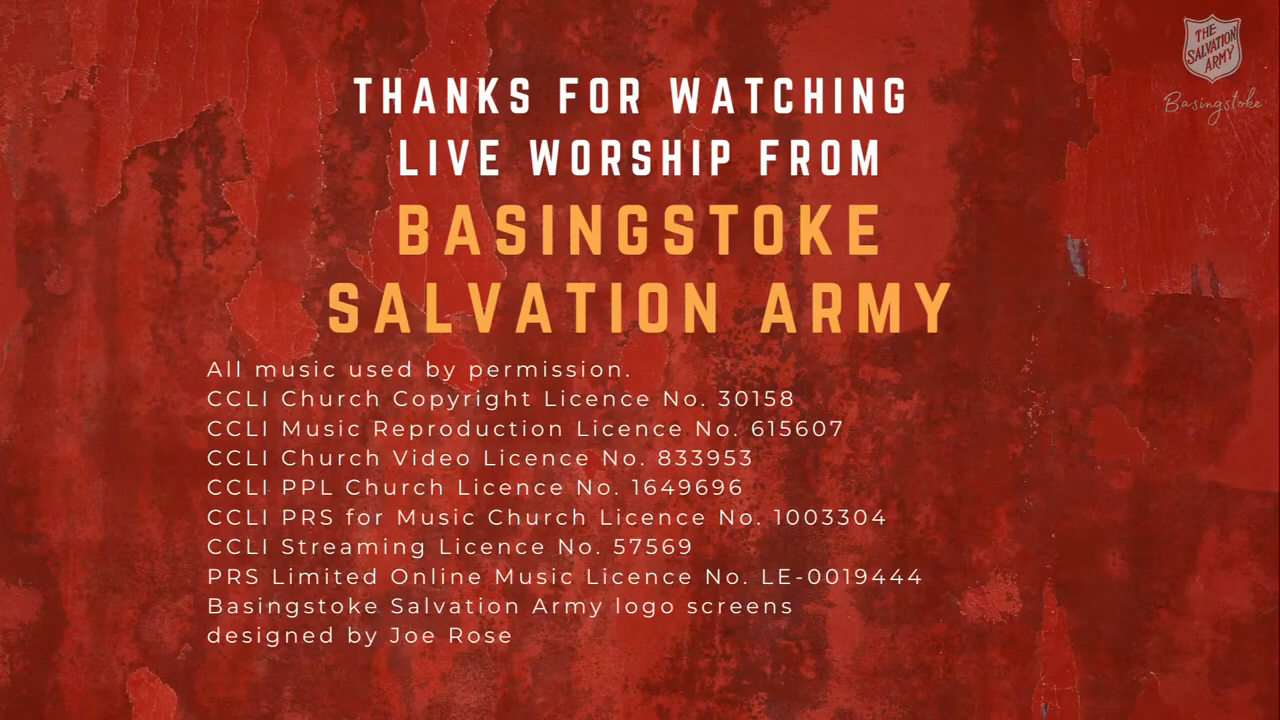 THE
SALVATION
ARMY
Basingstoke
THANKS FOR WATCHING
LIVE WORSHIP FROM
BASINGSTOKE
SALVATION ARMY
All music used by permission.
CCLI Church Copyright Licence No. 30158
CCLI Music Reproduction Licence No. 615607
CCLI Church Video Licence No. 833953
CCLI PPL Church Licence No. 1649696
CCLI PRS for Music Church Licence No. 1003304
CCLI Streaming Licence No. 57569
PRS Limited Online Music Licence No. LE-0019444
Basingstoke Salvation Army logo screens
designed by Joe Rose